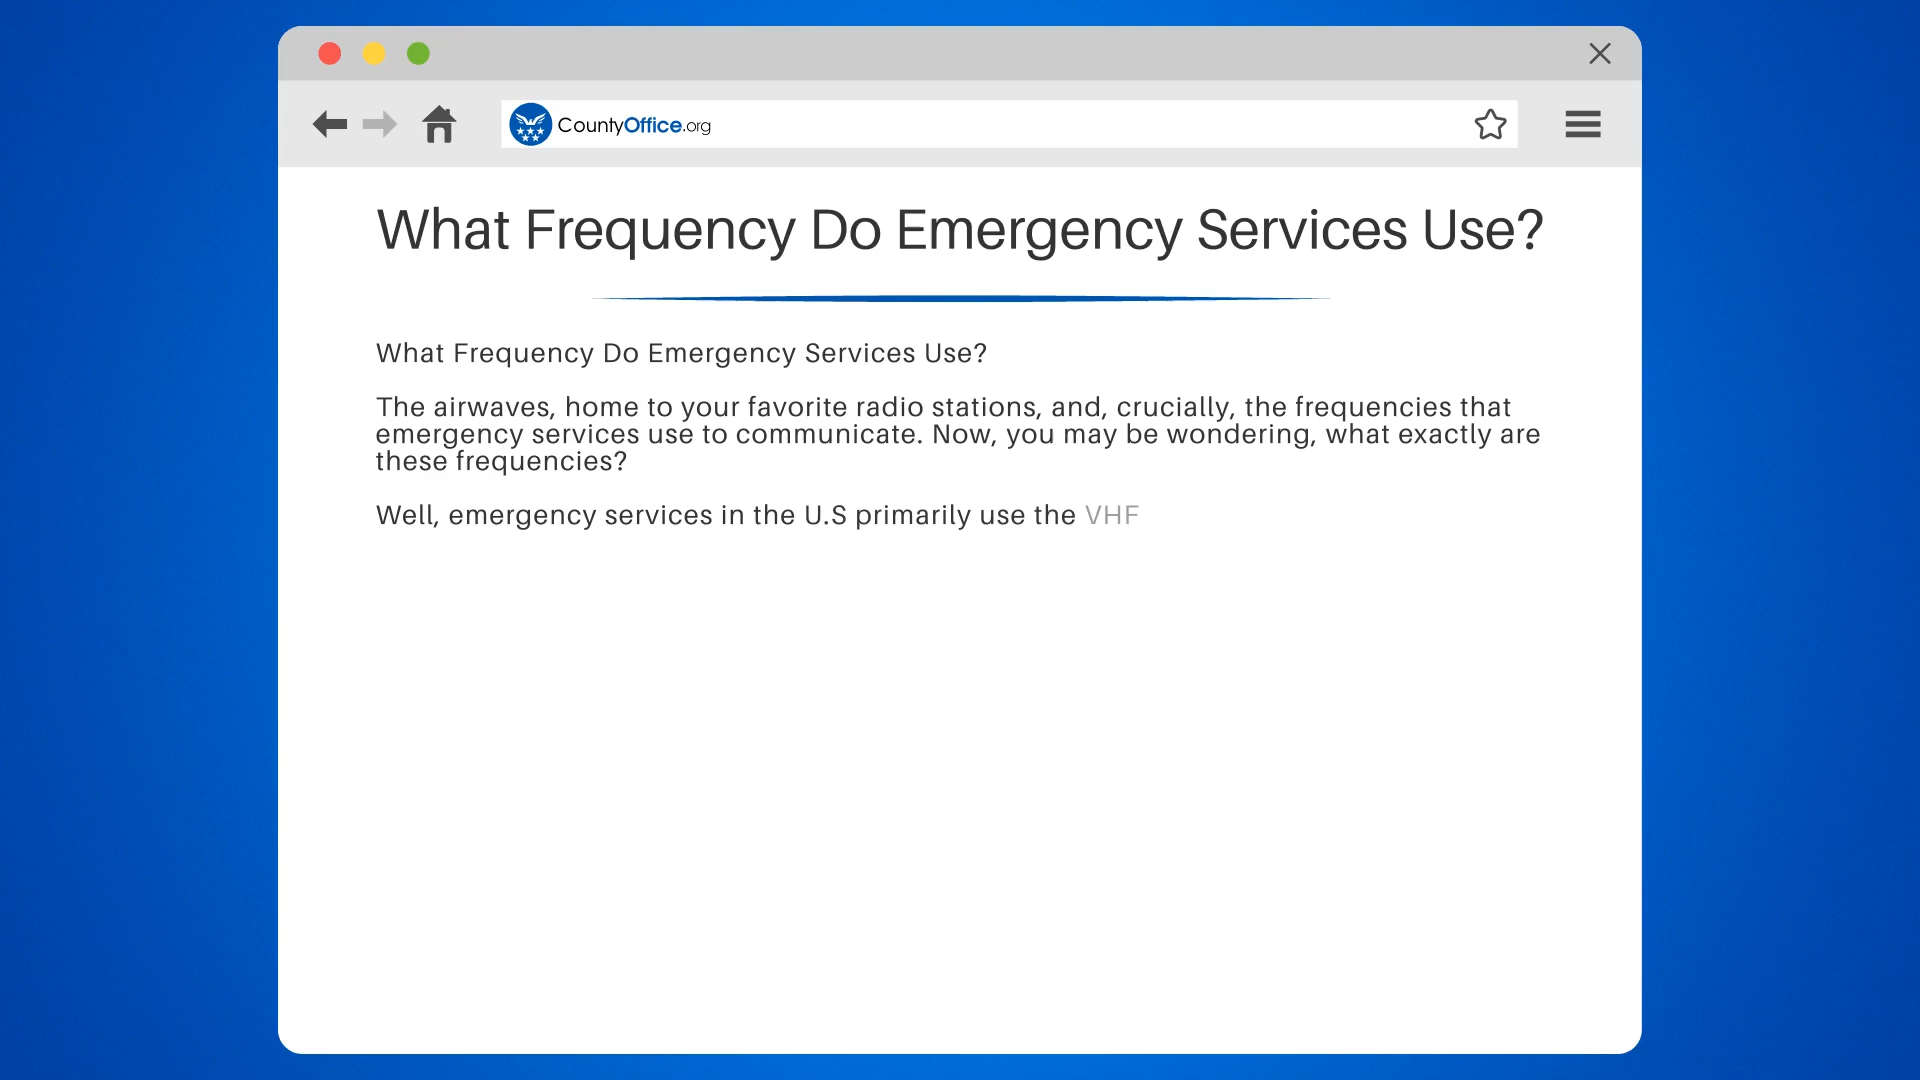 CountyOffice.org
What Frequency Do Emergency Services Use?
What Frequency Do Emergency Services Use?
The airwaves, home to your favorite radio stations, and, crucially, the frequencies that
emergency services use to communicate. Now, you may be wondering, what exactly are
these frequencies?
Well, emergency services in the U.S primarily use the VHF